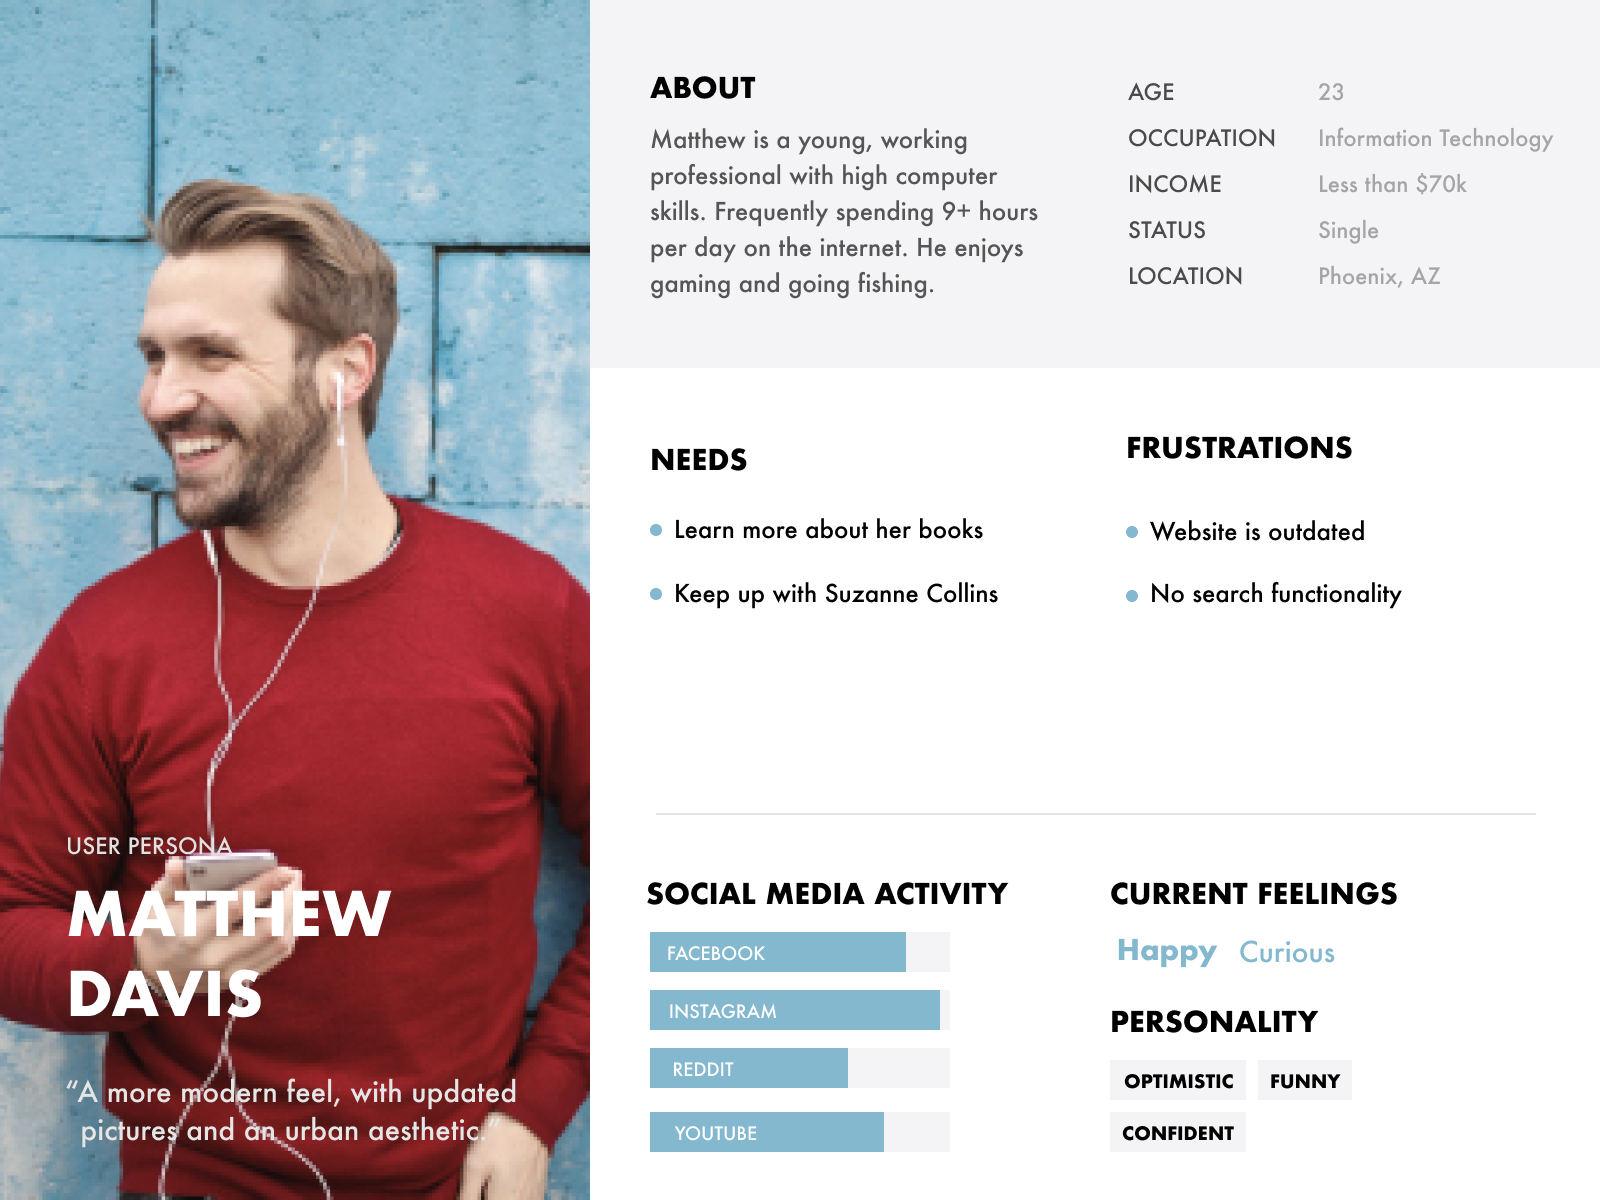 USER PERSONA
MATTHEW
DAVIS
“A more modern feel, with updated
pictures and an urban aesthetic.”
ABOUT
Matthew is a young, working
professional with high computer
skills. Frequently spending 9+ hours
per day on the internet. He enjoys
gaming and going fishing.
AGE 23
OCCUPATION Information Technology
INCOME Less than $70k
STATUS Single
LOCATION Phoenix, AZ
NEEDS
Learn more about her books
Keep up with Suzanne Collins
FRUSTRATIONS
Website is outdated
No search functionality
SOCIAL MEDIA ACTIVITY
FACEBOOK
INSTAGRAM
REDDIT
YOUTUBE
CURRENT FEELINGS
Happy Curious
PERSONALITY
OPTIMISTIC FUNNY
CONFIDENT